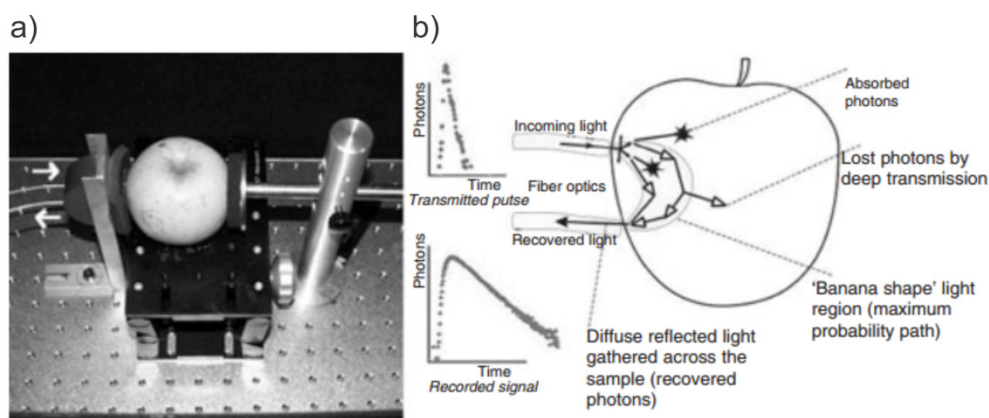 a)
b)
Photons
Time
Transmitted putse
Incoming light
Fiber optics
Recovered light
Absorbed
photons
Lost photons by
deep transmission
'Banana shape' light
region (maximum
probability path)
Diffuse reflected light
gathered across the
sample (recovered
photons)
Photons
Time
Recorded signal